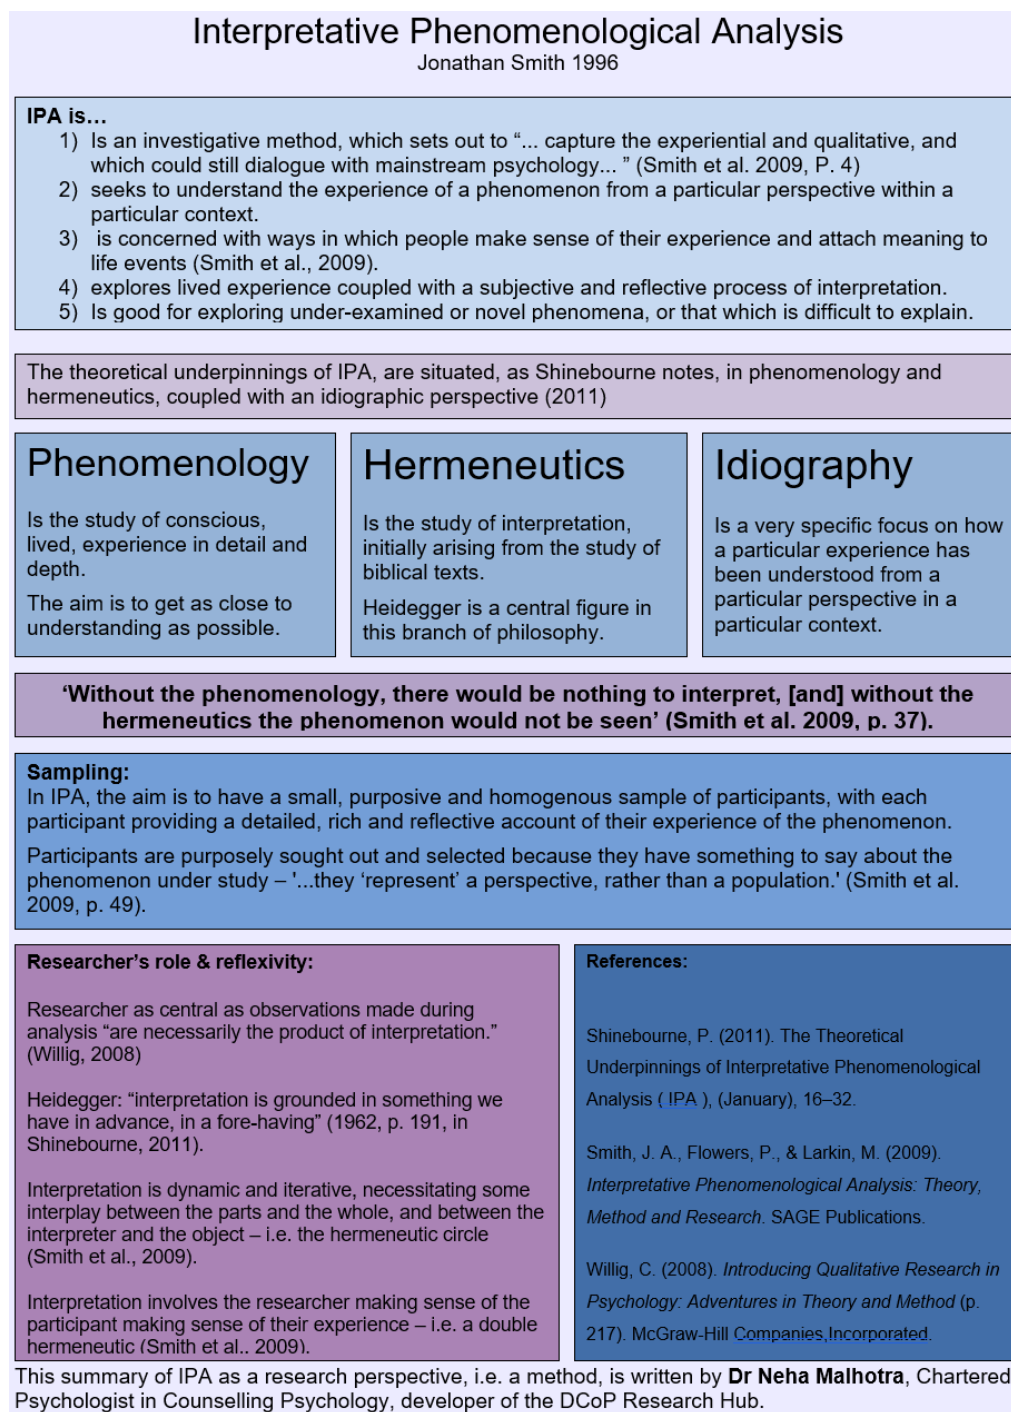 Interpretative Phenomenological Analysis
Jonathan Smith 1996
IPA is…
1) Is an investigative method, which sets out to “... capture the experiential and qualitative, and
which could still dialogue with mainstream psychology... ” (Smith et al. 2009, P. 4)
2) seeks to understand the experience of a phenomenon from a particular perspective within a
particular context.
3) is concerned with ways in which people make sense of their experience and attach meaning to
life events (Smith et al., 2009).
4) explores lived experience coupled with a subjective and reflective process of interpretation.
5) Is good for exploring under-examined or novel phenomena, or that which is difficult to explain.
The theoretical underpinnings of IPA, are situated, as Shinebourne notes, in phenomenology and
hermeneutics, coupled with an idiographic perspective (2011)
Phenomenology
Is the study of conscious,
lived, experience in detail and
depth.
The aim is to get as close to
understanding as possible.
Hermeneutics
Is the study of interpretation,
initially arising from the study of
biblical texts.
Heidegger is a central figure in
this branch of philosophy.
Idiography
Is a very specific focus on how
a particular experience has
been understood from a
particular perspective in a
particular context.
‘Without the phenomenology, there would be nothing to interpret, [and] without the
hermeneutics the phenomenon would not be seen’ (Smith et al. 2009, p. 37).
Sampling:
In IPA, the aim is to have a small, purposive and homogenous sample of participants, with each
participant providing a detailed, rich and reflective account of their experience of the phenomenon.
Participants are purposely sought out and selected because they have something to say about the
phenomenon under study – '...they ‘represent’ a perspective, rather than a population.' (Smith et al.
2009, p. 49).
Researcher’s role & reflexivity:
Researcher as central as observations made during
analysis “are necessarily the product of interpretation.”
(Willig, 2008)
Heidegger: “interpretation is grounded in something we
have in advance, in a fore-having” (1962, p. 191, in
Shinebourne, 2011).
Interpretation is dynamic and iterative, necessitating some
interplay between the parts and the whole, and between the
interpreter and the object – i.e. the hermeneutic circle
(Smith et al., 2009).
Interpretation involves the researcher making sense of the
participant making sense of their experience – i.e. a double
hermeneutic (Smith et al., 2009).
References:
Shinebourne, P. (2011). The Theoretical
Underpinnings of Interpretative Phenomenological
Analysis ( IPA ), (January), 16–32.
Smith, J. A., Flowers, P., & Larkin, M. (2009).
Interpretative Phenomenological Analysis: Theory,
Method and Research. SAGE Publications.
Willig, C. (2008). Introducing Qualitative Research in
Psychology: Adventures in Theory and Method (p.
217). McGraw-Hill Companies,Incorporated.
This summary of IPA as a research perspective, i.e. a method, is written by Dr Neha Malhotra, Chartered
Psychologist in Counselling Psychology, developer of the DCoP Research Hub.